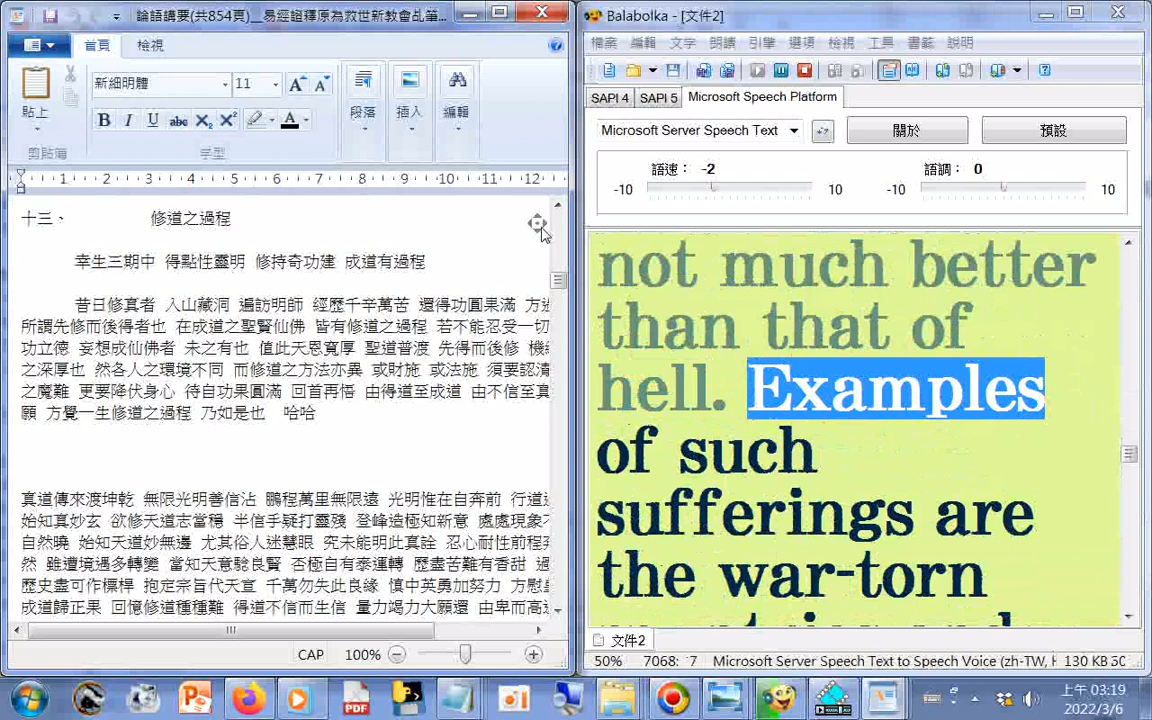 論語講要(共854頁)__易經證釋原為救世新教會乩筆...
首頁 檢視
貼上
新細明體 11
B I U abc X₂ X² A
剪貼簿 字型
段落 插入 編輯
1 2 3 4 5 6 7 8 9 10 11 12
十三、 修道之過程
幸生三期中 得點性靈明 修持奇功建 成道有過程
昔日修真者 入山藏洞 遍訪明師 經歷千辛萬苦 還得功圓果滿 方
所謂先修而後得者也 在成道之聖賢仙佛 皆有修道之過程 若不能忍受一切
功立德 妄想成仙佛者 未之有也 值此天恩寬厚 聖道普渡 先得而後修 機
之深厚也 然各人之環境不同 而修道之方法亦異 或財施 或法施 須要認清
之魔難 更要降伏身心 待自功果圓滿 回首再悟 由得道至成道 由不信至真
願 方覺一生修道之過程 乃如是也 哈哈
真道傳來渡坤乾 無限光明善信沾 鵬程萬里無限遠 光明惟在自奔前 行道
始知真妙玄 欲修天道志當穩 半信手疑打靈殘 登峰造極知新意 處處現象
自然曉 始知天道妙無邊 尤其俗人迷慧眼 究未能明此真詮 忍心耐性前程
然 雖遭境遇多轉變 當知天意騐良賢 否極自有泰運轉 歷盡苦難有香甜
歷史盡可作標桿 抱定宗旨代天宣 千萬勿失此良緣 慎中英勇加努力 方慰
成道歸正果 回憶修道種種難 得道不信而生信 量力竭力大願還 由卑而高
CAP 100%
Balabolka - [文件2]
檔案 編輯 文字 朗讀 引擎 選項 檢視 工具 書籤 說明
SAPI 4 SAPI 5 Microsoft Speech Platform
Microsoft Server Speech Text 關於 預設
語速： -2 語調： 0
-10 10 -10 10
not much better
than that of
hell. Examples
of such
sufferings are
the war-torn
文件2
50% 7068: 7 Microsoft Server Speech Text to Speech Voice (zh-TW, H 130 KB
上午 03:19
2022/3/6